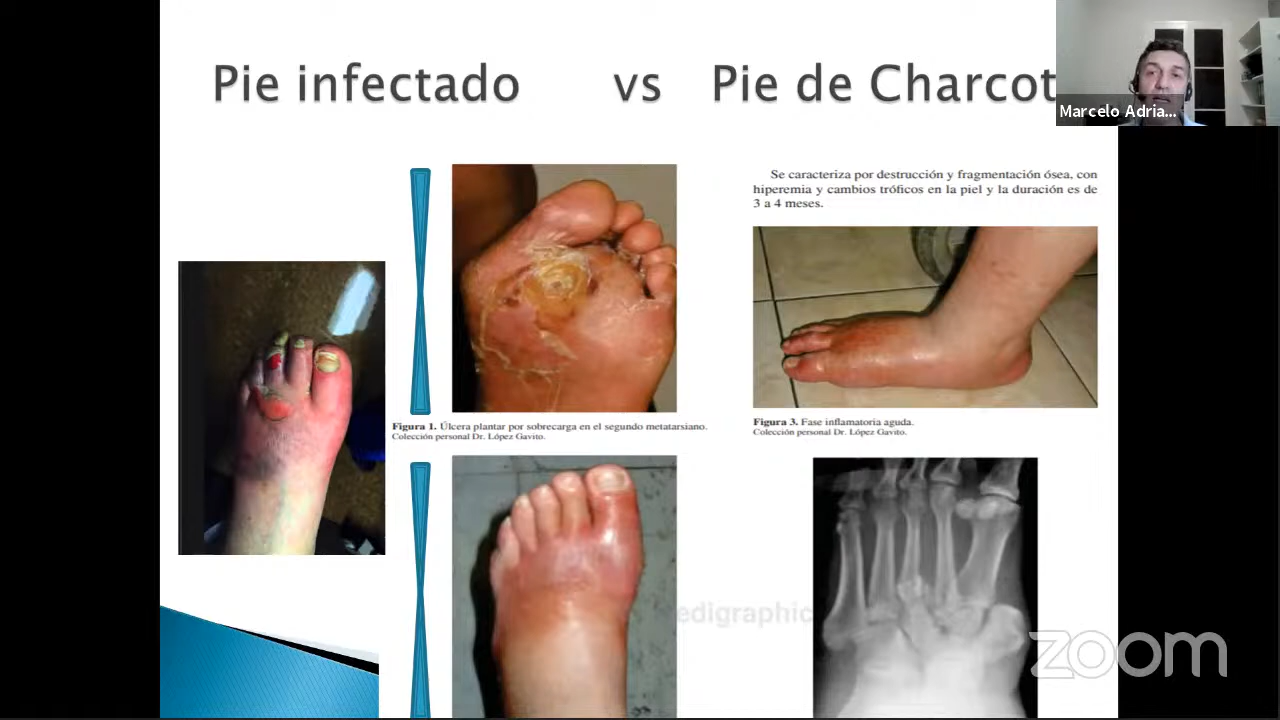 Pie infectado vs Pie de Charcot
Marcelo Adria...
Se caracteriza por destrucción y fragmentación ósea, con
hiperemia y cambios tróficos en la piel y la duración es de
3 a 4 meses.
Figura 1. Úlcera plantar por sobrecarga en el segundo metatarsiano.
Colección personal Dr. López Gavito.
Figura 3. Fase inflamatoria aguda.
Colección personal Dr. López Gavito.
edigraphic
zoom